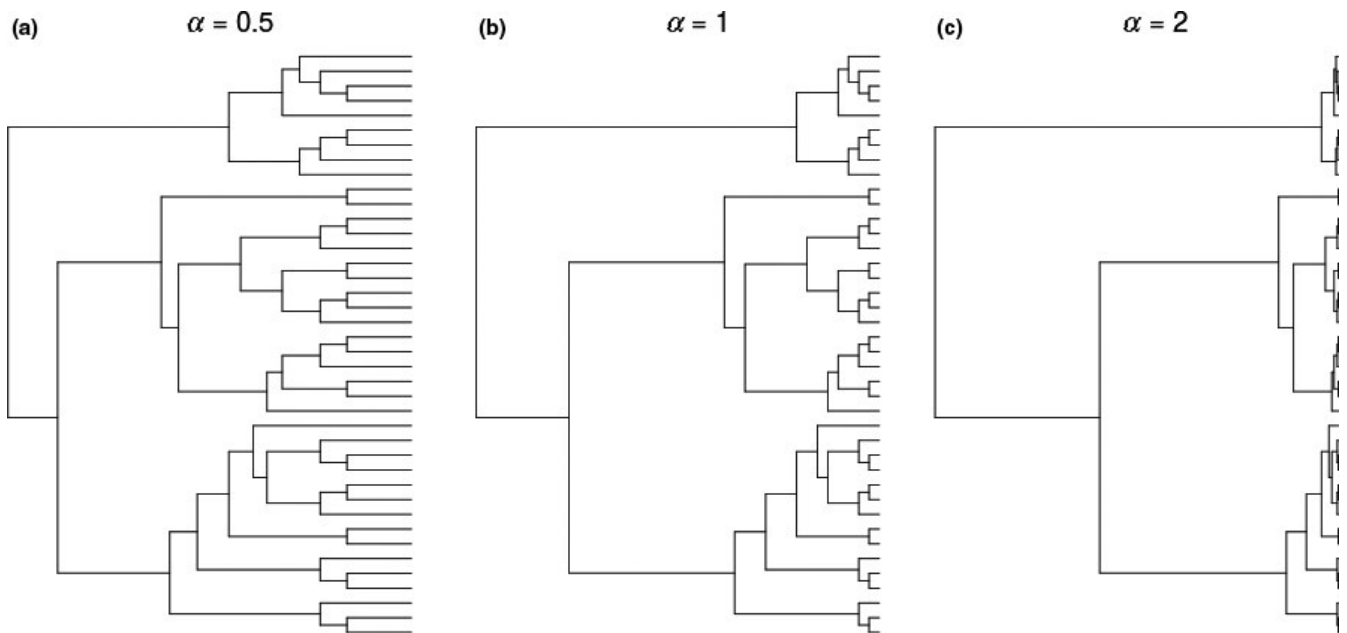 (a) α = 0.5
(b) α = 1
(c) α = 2